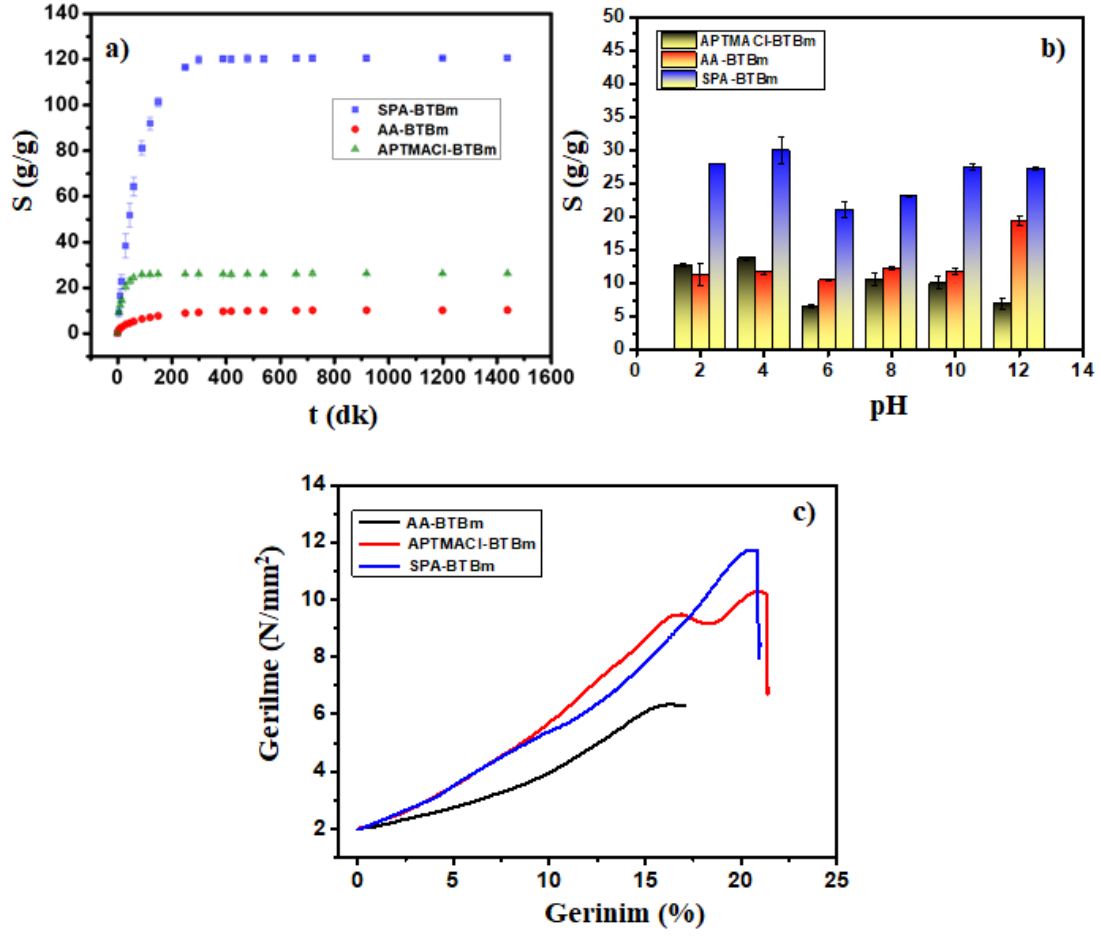 a)
S (g/g)
140
120
100
80
60
40
20
0
SPA-BTBm
AA-BTBm
APTMACI-BTBm
0 200 400 600 800 1000 1200 1400 1600
t (dk)
b)
S (g/g)
50
45
40
35
30
25
20
15
10
5
0
APTMACI-BTBm
AA-BTBm
SPA-BTBm
0 2 4 6 8 10 12 14
pH
c)
Gerilme (N/mm²)
14
12
10
8
6
4
2
AA-BTBm
APTMACI-BTBm
SPA-BTBm
0 5 10 15 20 25
Gerinim (%)